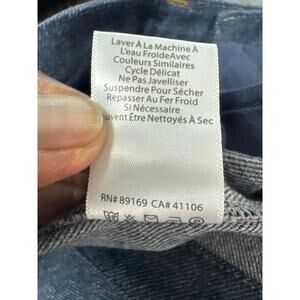 Laver À La Machine À
L'eau FroideAvec
Couleurs Similaires
Cycle Délicat
Ne Pas Javelliser
Suspendre Pour Sécher
Repasser Au Fer Froid
Si Nécessaire
uvent Être Nettoyés À Sec
RN# 89169 CA# 41106